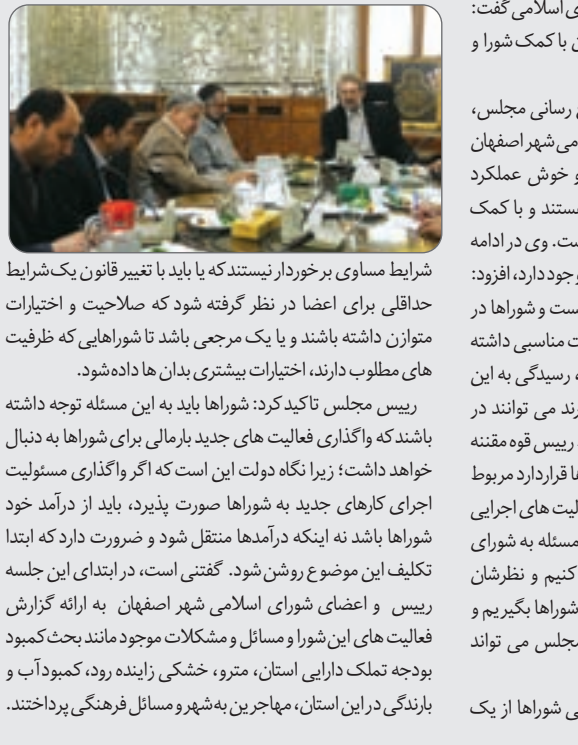 ی اسلامی گفت:
با کمک شورا و
رسانی مجلس،
می شهر اصفهان
و خوش عملکرد
ستند و با کمک
ست. وی در ادامه
وجود دارد، افزود:
ست و شوراها در
ت مناسبی داشته
، رسیدگی به این
رند می توانند در
رییس قوه مقننه
ها قراردارد مربوط
لیت های اجرایی
مسئله به شورای
کنیم و نظرشان
شوراها بگیریم و
مجلس می تواند
ی شوراها از یک
شرایط مساوی برخوردار نیستند که یا باید با تغییر قانون یک شرایط
حداقلی برای اعضا در نظر گرفته شود که صلاحیت و اختیارات
متوازن داشته باشند و یا یک مرجعی باشد تا شوراهایی که ظرفیت
های مطلوب دارند، اختیارات بیشتری بدان ها داده شود.
رییس مجلس تاکید کرد: شوراها باید به این مسئله توجه داشته
باشند که واگذاری فعالیت های جدید بارمالی برای شوراها به دنبال
خواهد داشت؛ زیرا نگاه دولت این است که اگر واگذاری مسئولیت
اجرای کارهای جدید به شوراها صورت پذیرد، باید از درآمد خود
شوراها باشد نه اینکه درآمدها منتقل شود و ضرورت دارد که ابتدا
تکلیف این موضوع روشن شود. گفتنی است، در ابتدای این جلسه
رییس و اعضای شورای اسلامی شهر اصفهان به ارائه گزارش
فعالیت های این شورا و مسائل و مشکلات موجود مانند بحث کمبود
بودجه تملک دارایی استان، مترو، خشکی زاینده رود، کمبود آب و
بارندگی در این استان، مهاجرین به شهر و مسائل فرهنگی پرداختند.